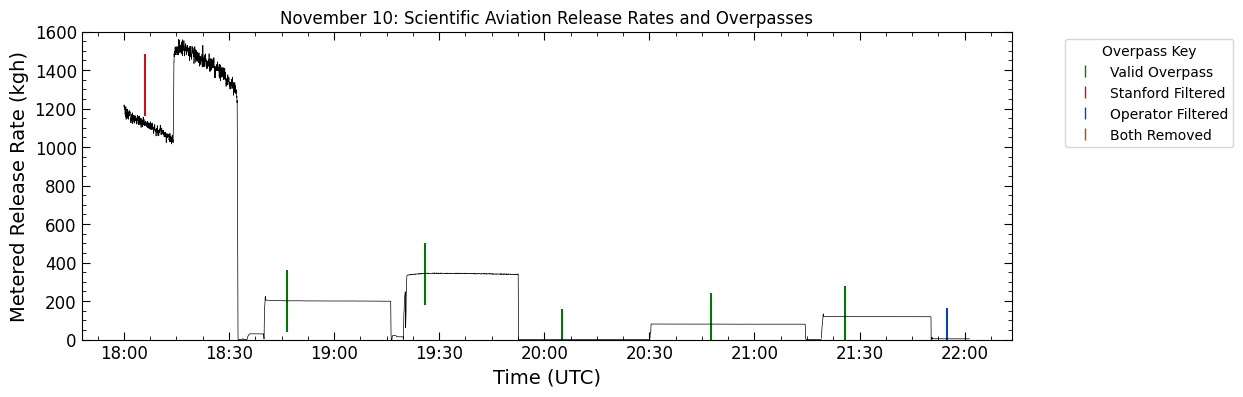 November 10: Scientific Aviation Release Rates and Overpasses
Metered Release Rate (kgh)
1600
1400
1200
1000
800
600
400
200
0
18:00 18:30 19:00 19:30 20:00 20:30 21:00 21:30 22:00
Time (UTC)
Overpass Key
Valid Overpass
Stanford Filtered
Operator Filtered
Both Removed